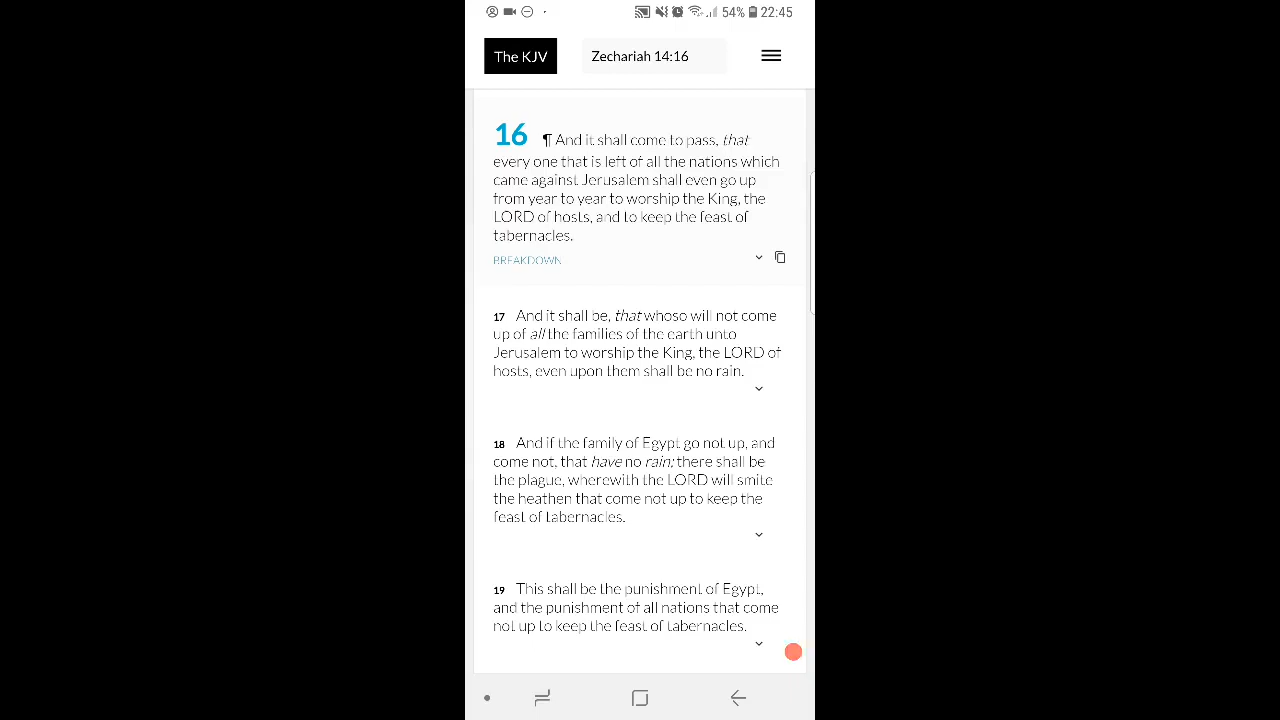 54% 22:45
The KJV Zechariah 14:16
16 ¶ And it shall come to pass, that
every one that is left of all the nations which
came against Jerusalem shall even go up
from year to year to worship the King, the
LORD of hosts, and to keep the feast of
tabernacles.
BREAKDOWN
17 And it shall be, that whoso will not come
up of all the families of the earth unto
Jerusalem to worship the King, the LORD of
hosts, even upon them shall be no rain.
18 And if the family of Egypt go not up, and
come not, that have no rain; there shall be
the plague, wherewith the LORD will smite
the heathen that come not up to keep the
feast of tabernacles.
19 This shall be the punishment of Egypt,
and the punishment of all nations that come
not up to keep the feast of tabernacles.